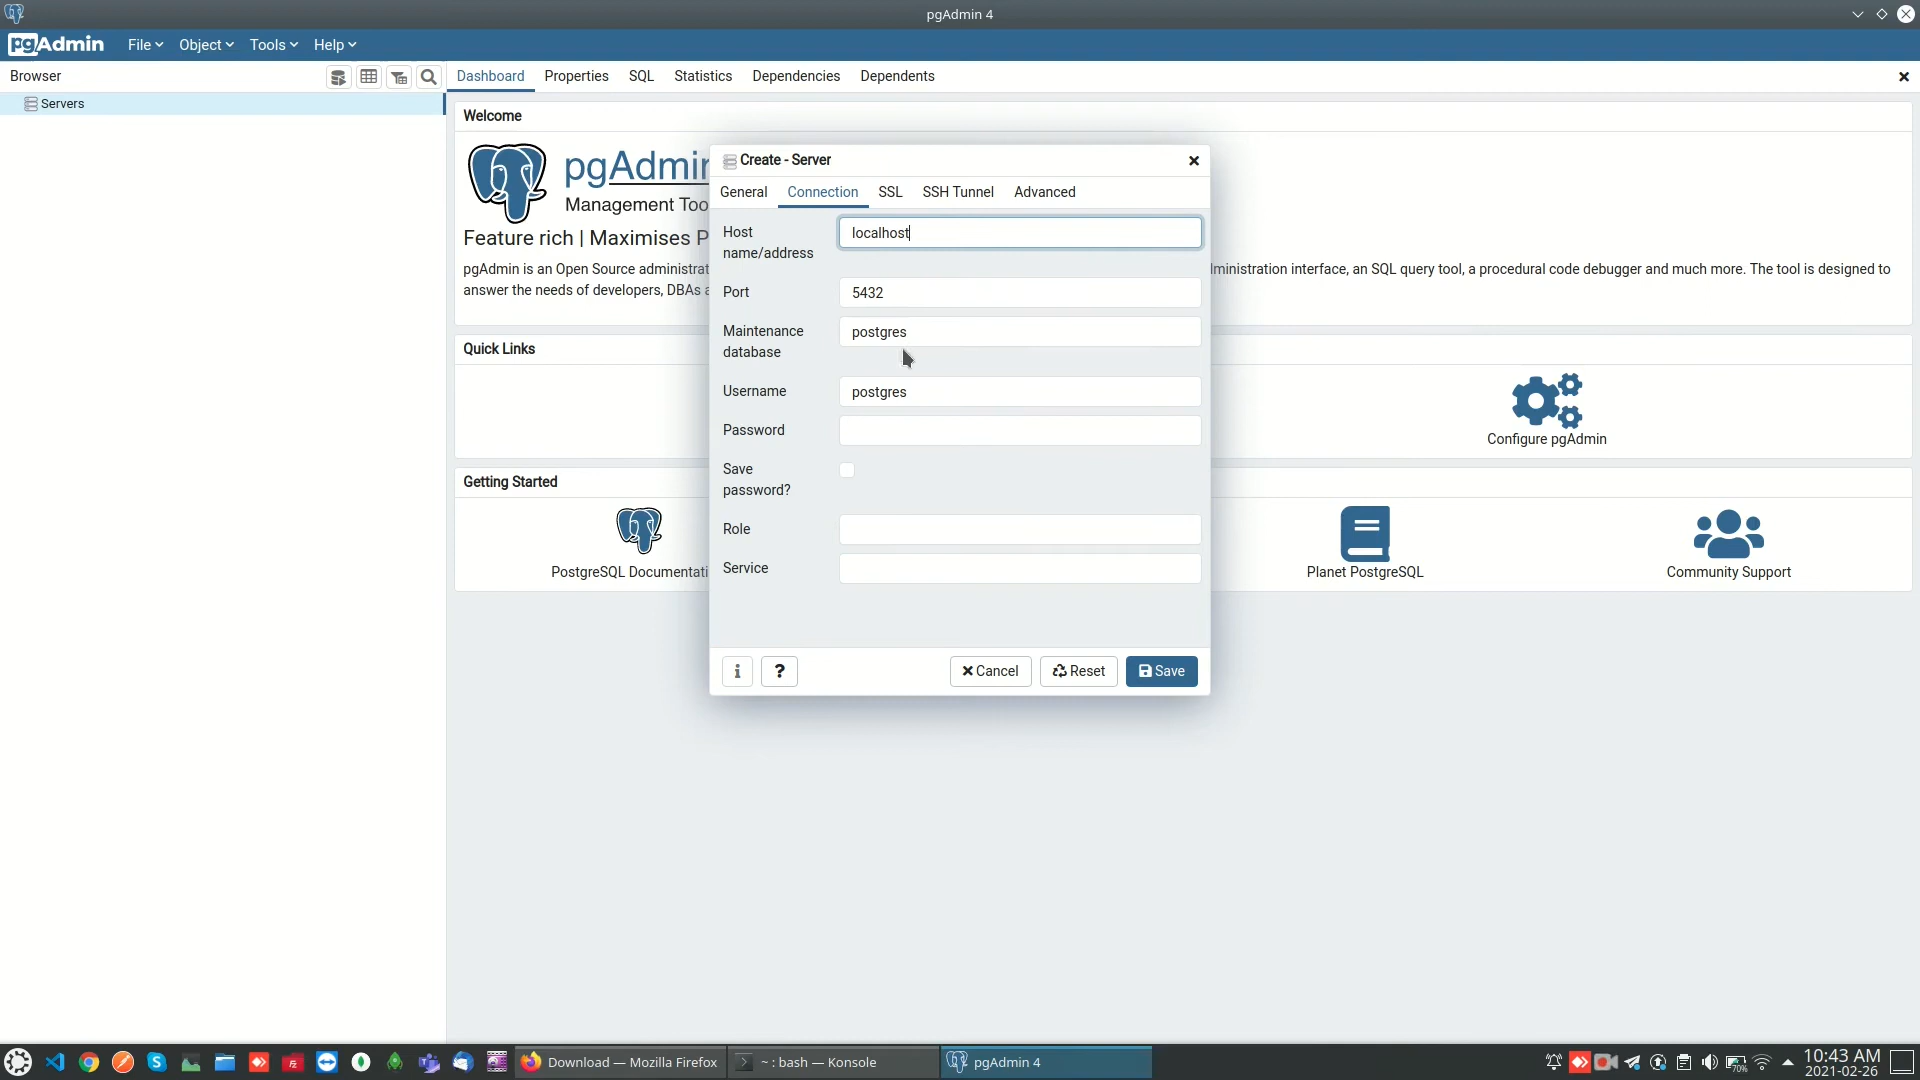 pgAdmin 4
pgAdmin File Object Tools Help
Browser
Dashboard Properties SQL Statistics Dependencies Dependents
Servers
Welcome
pgAdmin
Management Too
Feature rich | Maximises P
pgAdmin is an Open Source administrat
ministration interface, an SQL query tool, a procedural code debugger and much more. The tool is designed to
answer the needs of developers, DBAs a
Quick Links
Configure pgAdmin
Getting Started
PostgreSQL Documentati
Planet PostgreSQL
Community Support
Create - Server
General Connection SSL SSH Tunnel Advanced
Host
name/address
localhost
Port
5432
Maintenance
database
postgres
Username
postgres
Password
Save
password?
Role
Service
i ? Cancel Reset Save
Download — Mozilla Firefox
~ : bash — Konsole
pgAdmin 4
70%
10:43 AM
2021-02-26